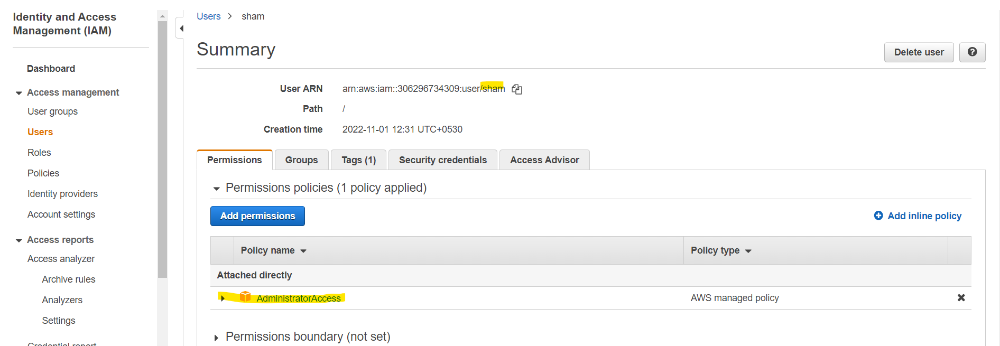 Identity and Access
Management (IAM)
Dashboard
Access management
User groups
Users
Roles
Policies
Identity providers
Account settings
Access reports
Access analyzer
Archive rules
Analyzers
Settings
Credential report
Users > sham
Summary
Delete user
?
User ARN arn:aws:iam::306296734309:user/sham
Path /
Creation time 2022-11-01 12:31 UTC+0530
Permissions Groups Tags (1) Security credentials Access Advisor
Permissions policies (1 policy applied)
Add permissions
Add inline policy
Policy name Policy type
Attached directly
AdministratorAccess AWS managed policy
Permissions boundary (not set)